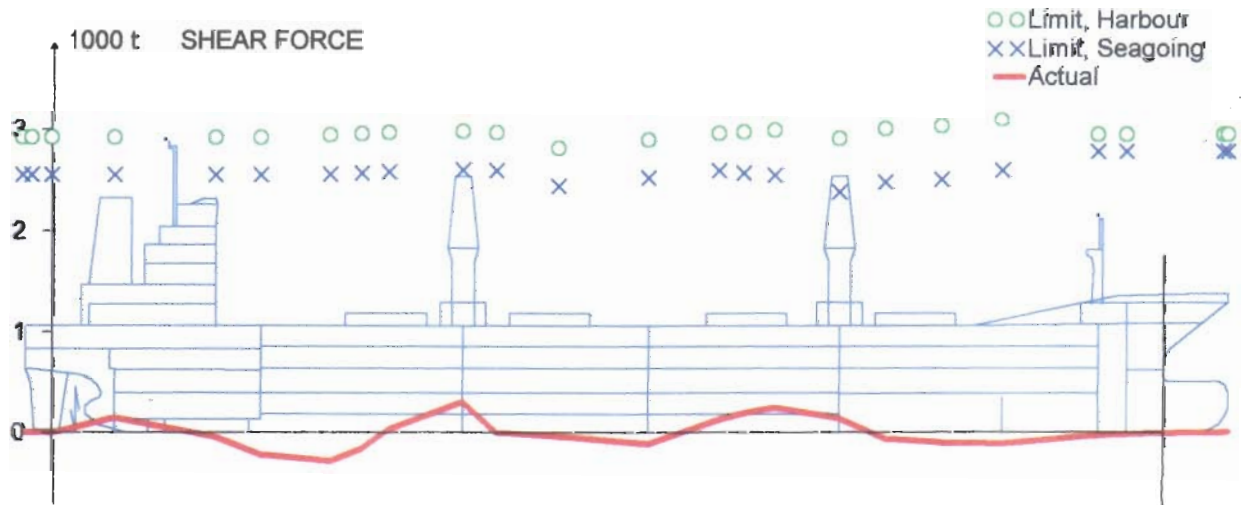 1000 t SHEAR FORCE
Limit, Harbour
Limit, Seagoing
Actual
3
2
1
0